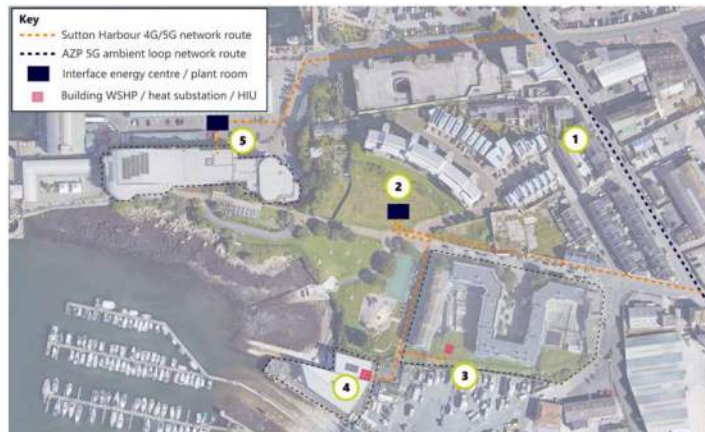 Key
Sutton Harbour 4G/5G network route
AZP 5G ambient loop network route
Interface energy centre / plant room
Building WSHP / heat substation / HIU
1
5
2
3
4